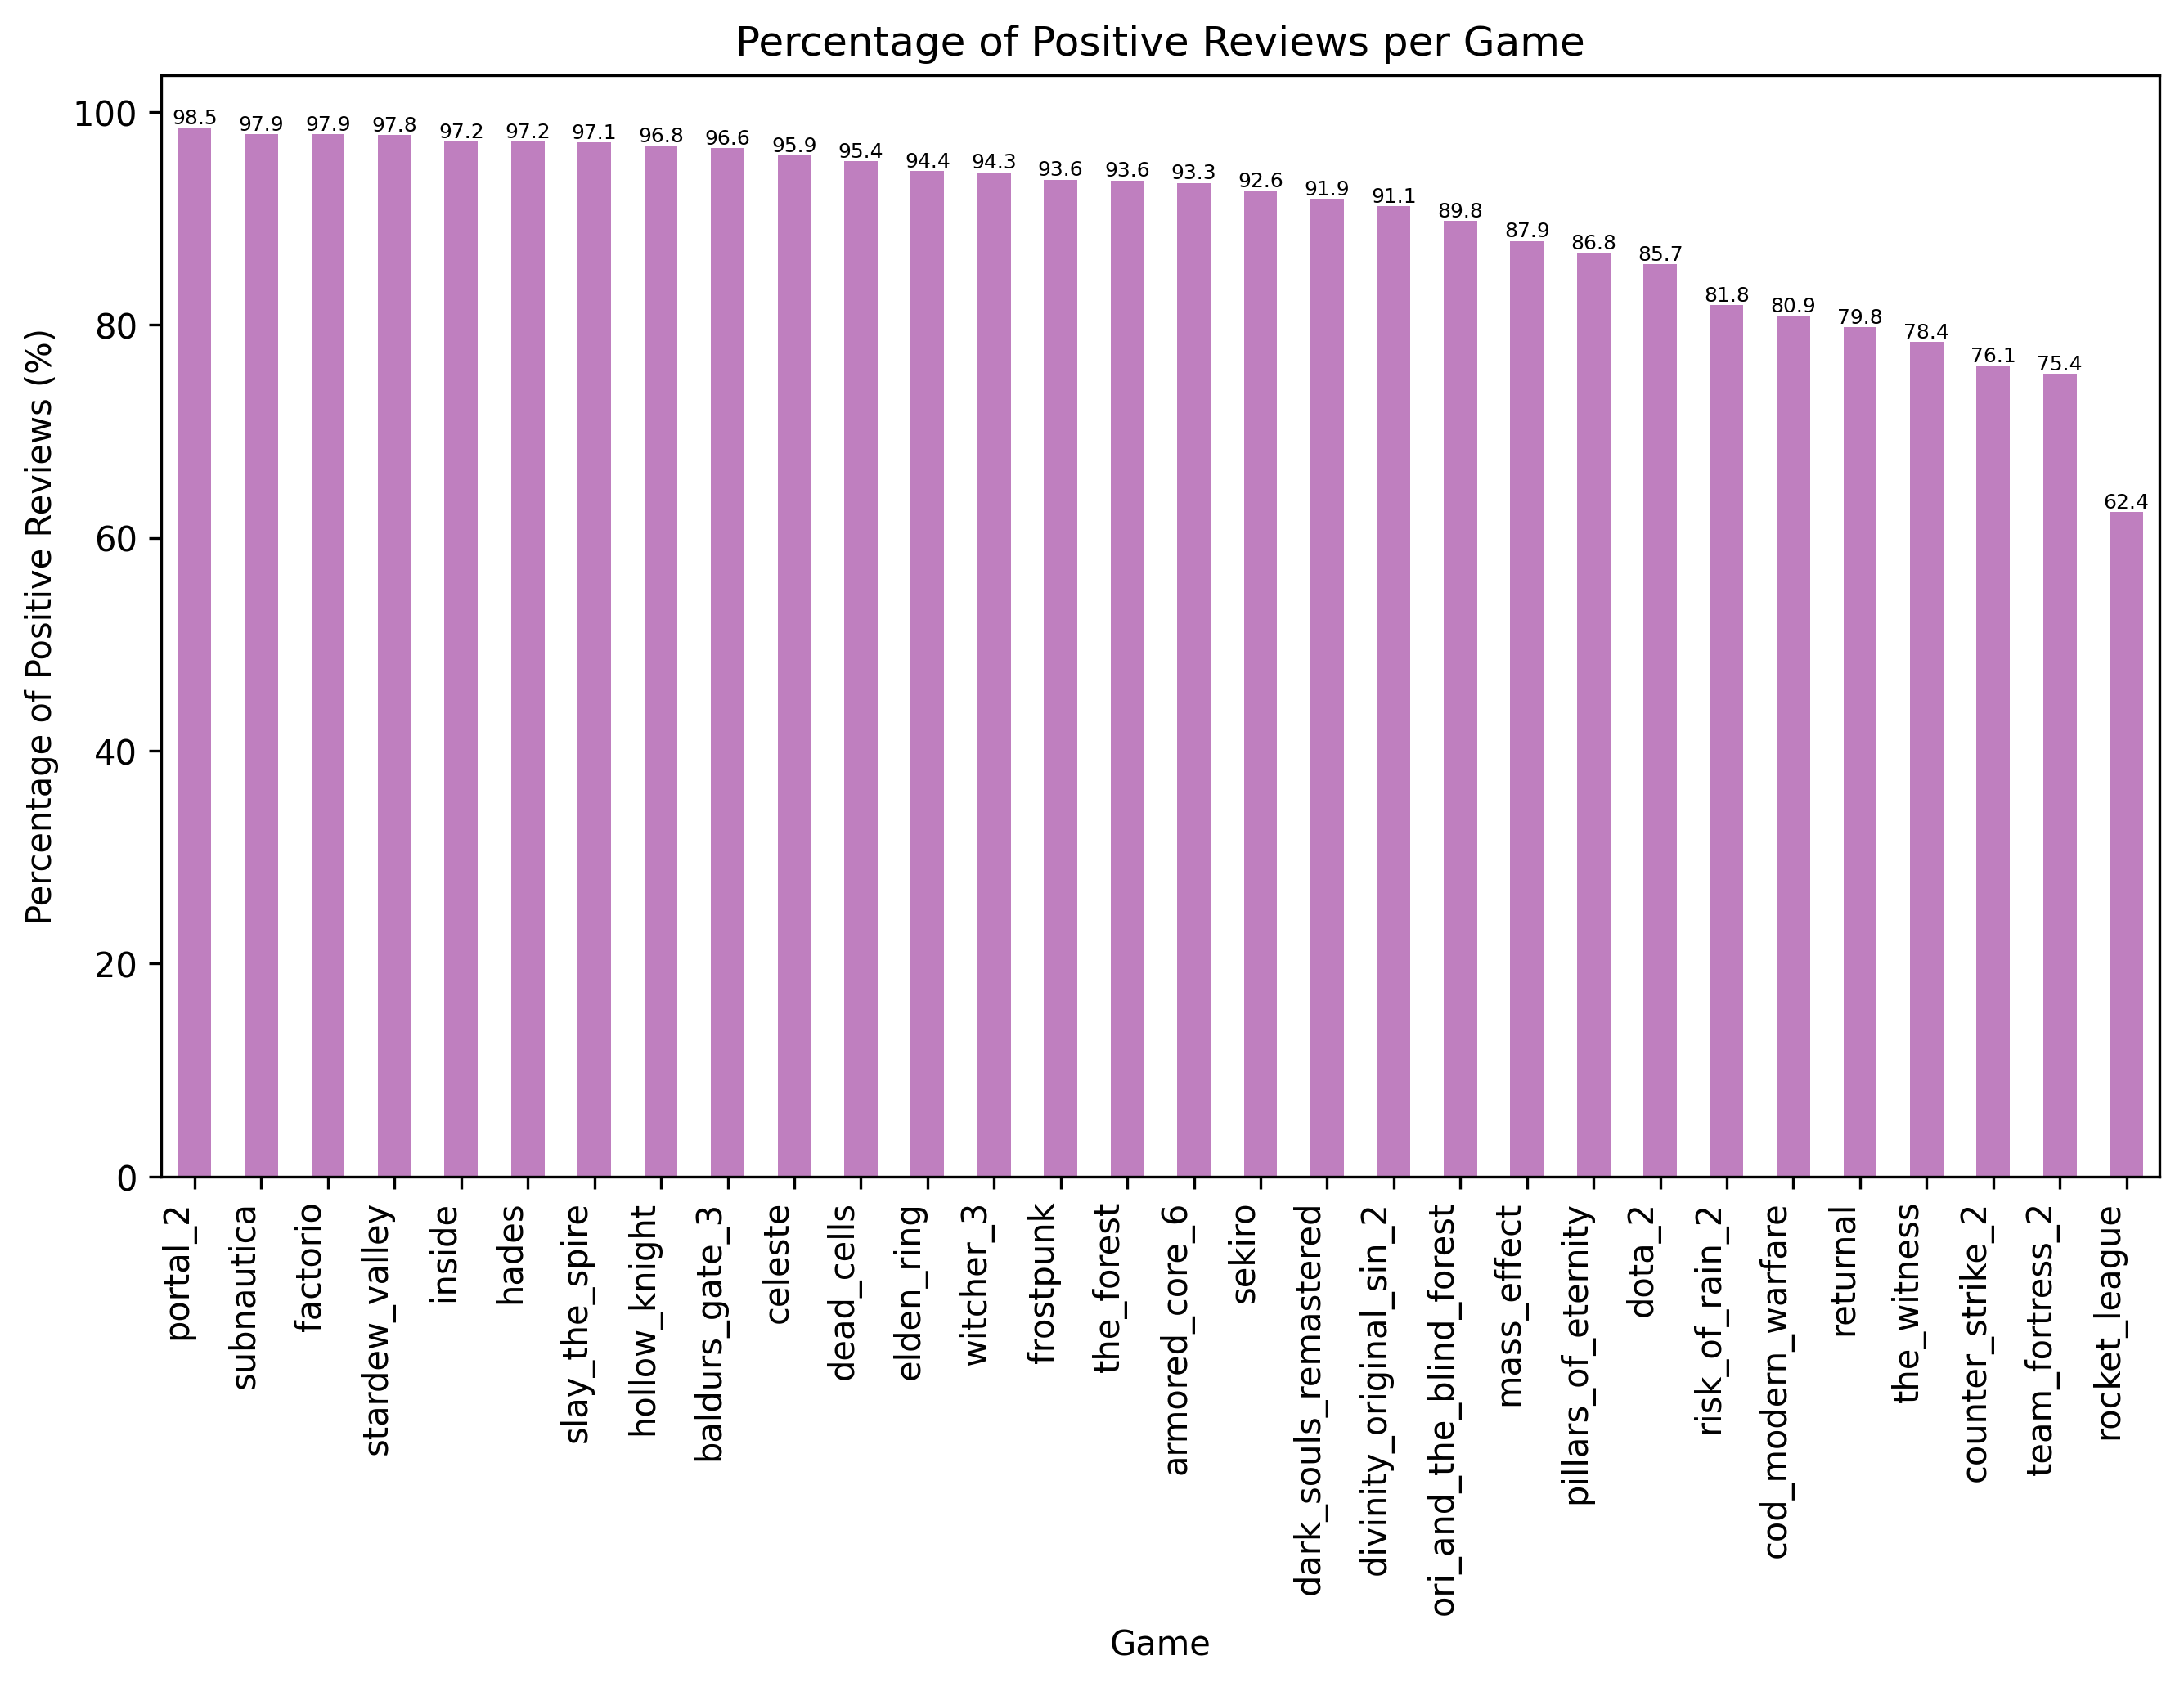 Percentage of Positive Reviews per Game
Percentage of Positive Reviews (%)
100
80
60
40
20
0
98.5
97.9
97.9
97.8
97.2
97.2
97.1
96.8
96.6
95.9
95.4
94.4
94.3
93.6
93.6
93.3
92.6
91.9
91.1
89.8
87.9
86.8
85.7
81.8
80.9
79.8
78.4
76.1
75.4
62.4
portal_2
subnautica
factorio
stardew_valley
inside
hades
slay_the_spire
hollow_knight
baldurs_gate_3
celeste
dead_cells
elden_ring
witcher_3
frostpunk
the_forest
armored_core_6
sekiro
dark_souls_remastered
divinity_original_sin_2
ori_and_the_blind_forest
mass_effect
pillars_of_eternity
dota_2
risk_of_rain_2
cod_modern_warfare
returnal
the_witness
counter_strike_2
team_fortress_2
rocket_league
Game